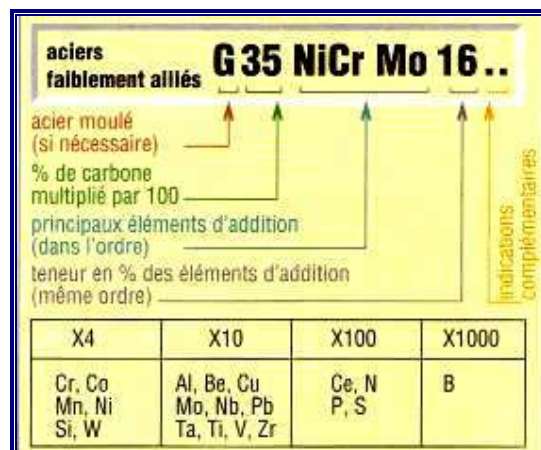 aciers
faiblement alliés G 35 NiCr Mo 16 ..
acier moulé
(si nécessaire)
% de carbone
multiplié par 100
principaux éléments d'addition
(dans l'ordre)
teneur en % des éléments d'addition
(même ordre)
indications
complémentaires
X4 X10 X100 X1000
Cr, Co Al, Be, Cu Ce, N B
Mn, Ni Mo, Nb, Pb P, S
Si, W Ta, Ti, V, Zr